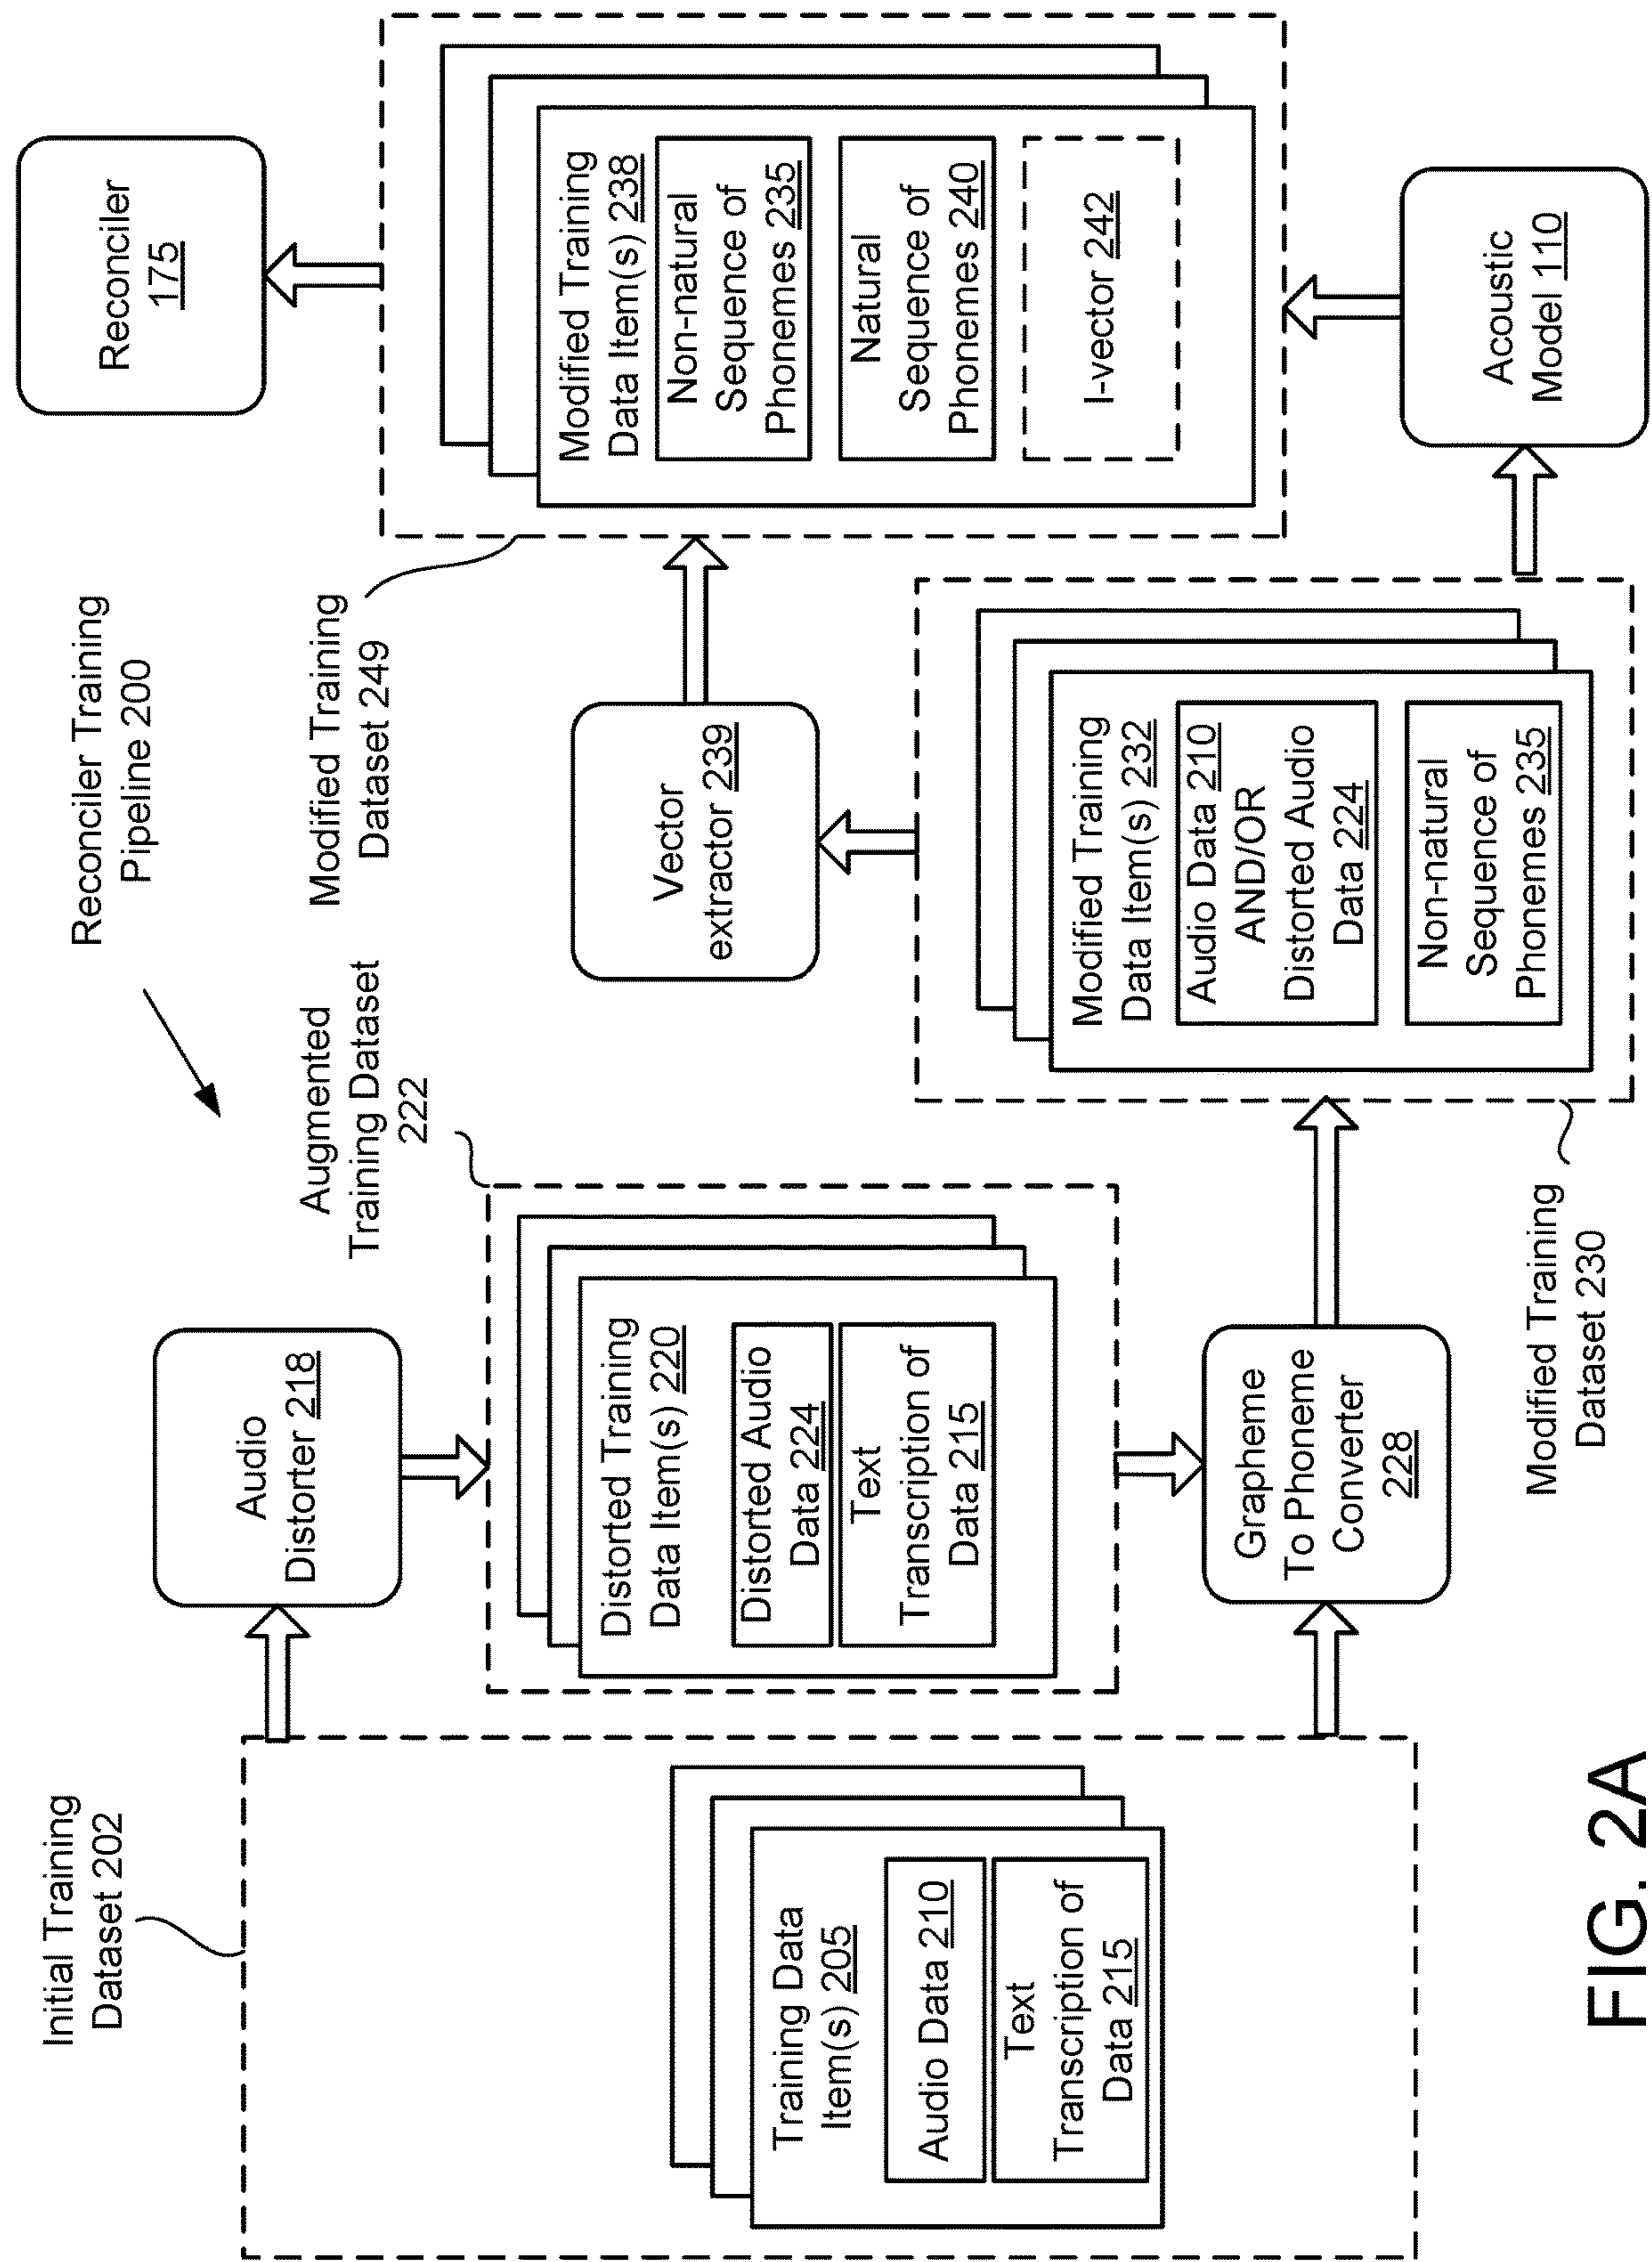 Reconciler Training
Pipeline 200
Initial Training
Dataset 202
Training Data
Item(s) 205
Audio Data 210
Text
Transcription of
Data 215
Audio
Distorter 218
Augmented
Training Dataset
222
Distorted Training
Data Item(s) 220
Distorted Audio
Data 224
Text
Transcription of
Data 215
Grapheme
To Phoneme
Converter
228
Modified Training
Dataset 230
Modified Training
Data Item(s) 232
Audio Data 210
AND/OR
Distorted Audio
Data 224
Non-natural
Sequence of
Phonemes 235
Vector
extractor 239
Acoustic
Model 110
Modified Training
Dataset 249
Modified Training
Data Item(s) 238
Non-natural
Sequence of
Phonemes 235
Natural
Sequence of
Phonemes 240
I-vector 242
Reconciler
175
FIG. 2A